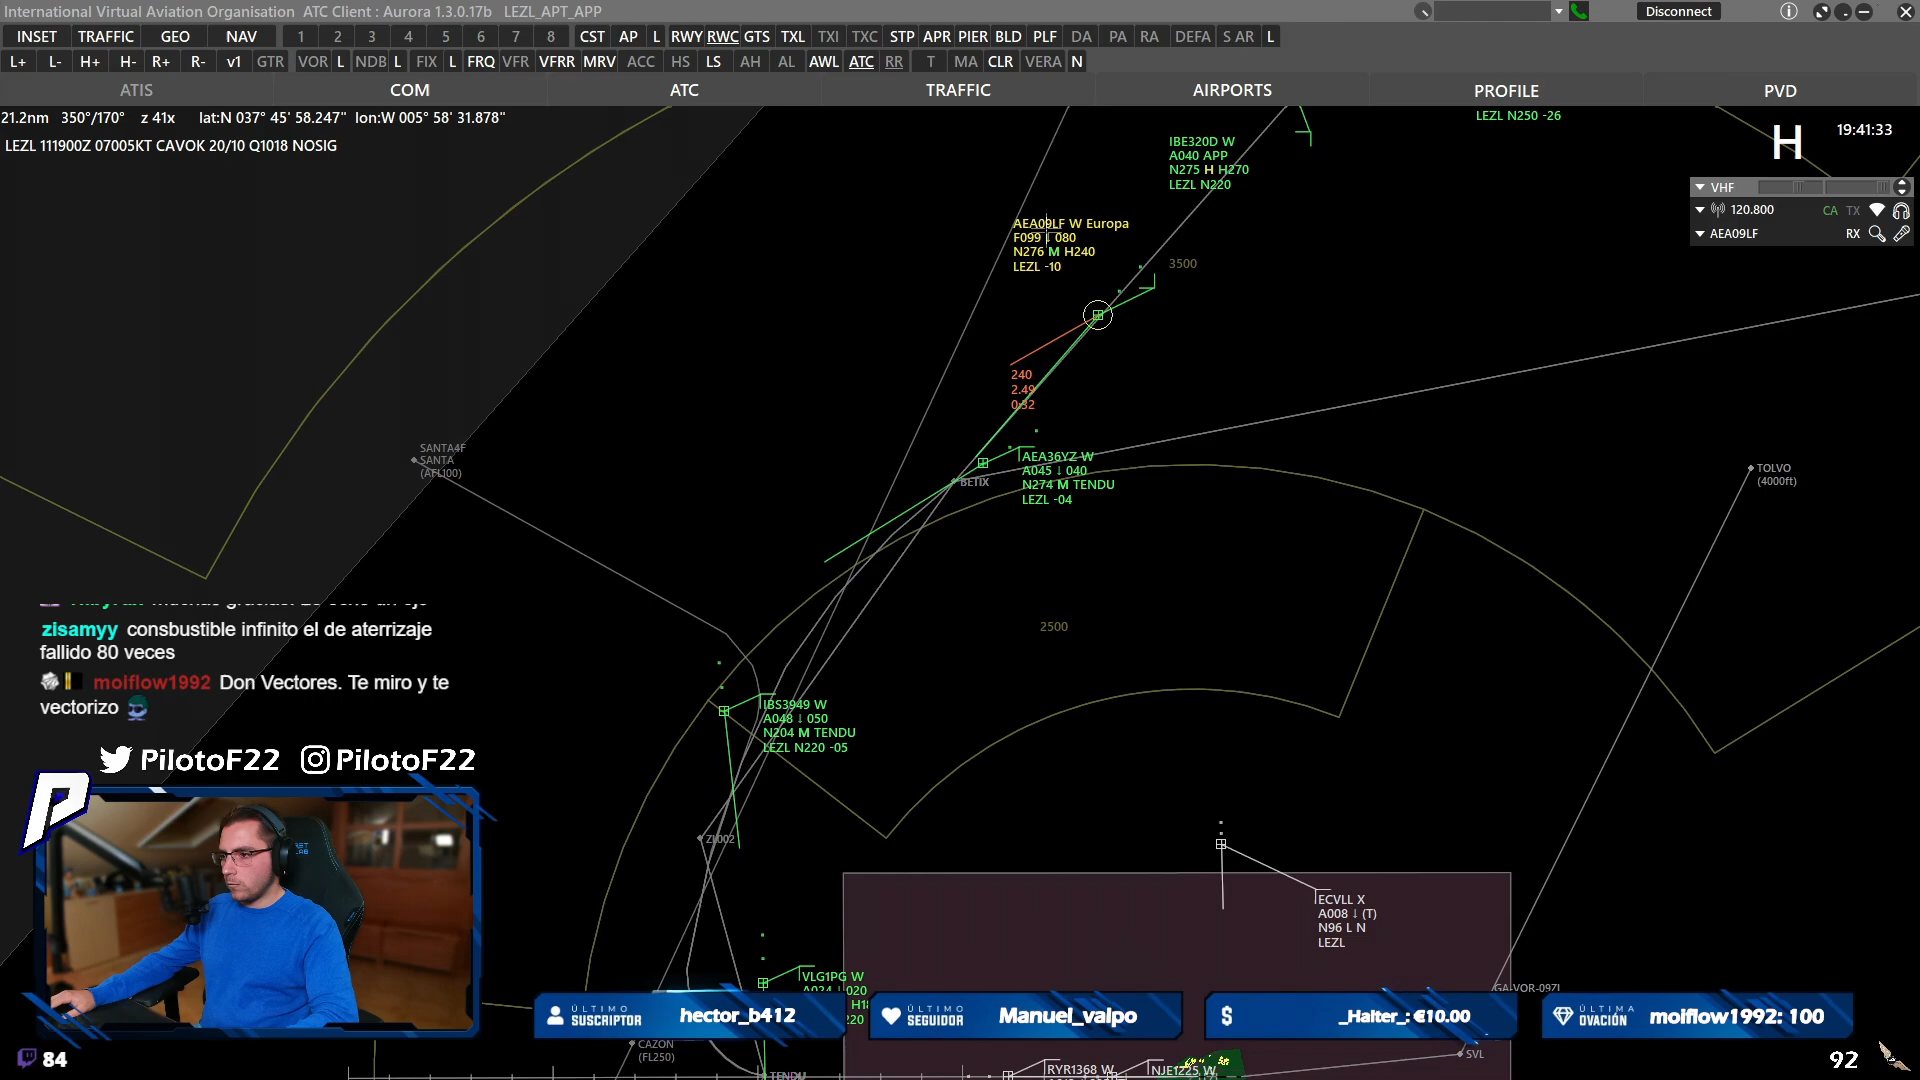 International Virtual Aviation Organisation ATC Client : Aurora 1.3.0.17b LEZL_APT_APP
Disconnect
INSET TRAFFIC GEO NAV 1 2 3 4 5 6 7 8 CST AP L RWY RWC GTS TXL TXI TXC STP APR PIER BLD PLF DA PA RA DEFA S AR L
L+ L- H+ H- R+ R- v1 GTR VOR L NDB L FIX L FRQ VFR VFRR MRV ACC HS LS AH AL AWL ATC RR T MA CLR VERA N
ATIS COM ATC TRAFFIC AIRPORTS PROFILE PVD
21.2nm 350°/170° z 41x lat:N 037° 45' 58.247" lon:W 005° 58' 31.878"
LEZL 111900Z 07005KT CAVOK 20/10 Q1018 NOSIG
LEZL N250 -26
H
19:41:33
VHF
120.800 CA TX
AEA09LF RX
IBE320D W
A040 APP
N275 H H270
LEZL N220
AEA09LF W Europa
F099 ↓ 080
N276 M H240
LEZL -10
3500
240
2.49
0:32
SANTA4F
SANTA
(AFL100)
AEA36YZ W
A045 ↓ 040
N274 M TENDU
LEZL -04
BETIX
TOLVO
(4000ft)
2500
zisamyy consbustible infinito el de aterrizaje
fallido 80 veces
molflow1992 Don Vectores. Te miro y te
vectorizo
IBS3949 W
A048 ↓ 050
N204 M TENDU
LEZL N220 -05
PilotoF22 PilotoF22
P
ECVLL X
A008 ↓ (T)
N96 L N
LEZL
VLG1PG W
A024 ↓ 020
ÚLTIMO
SUSCRIPTOR hector_b412
ÚLTIMO
SEGUIDOR Manuel_valpo
$ _Halter_: €10.00
ÚLTIMA
OVACIÓN molflow1992: 100
CAZON
(FL250)
SVL
TENDU
RYR1368 W
NJE1225 W
84
92